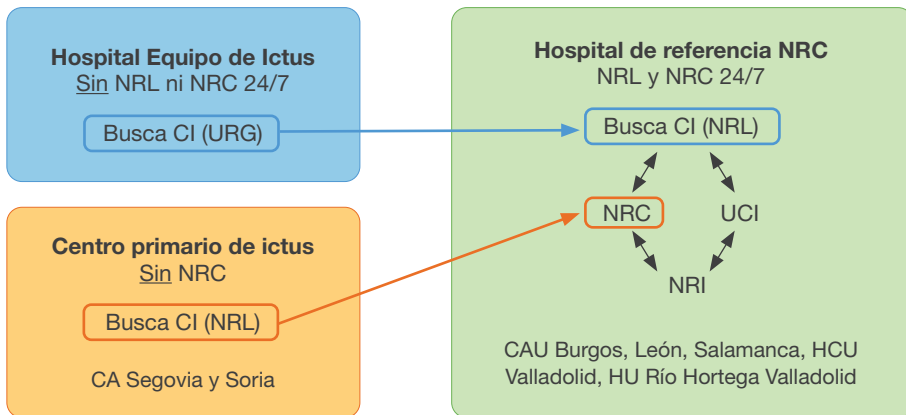 Hospital Equipo de Ictus
Sin NRL ni NRC 24/7
Busca CI (URG)
Centro primario de ictus
Sin NRC
Busca CI (NRL)
CA Segovia y Soria
Hospital de referencia NRC
NRL y NRC 24/7
Busca CI (NRL)
NRC
UCI
NRI
CAU Burgos, León, Salamanca, HCU
Valladolid, HU Río Hortega Valladolid